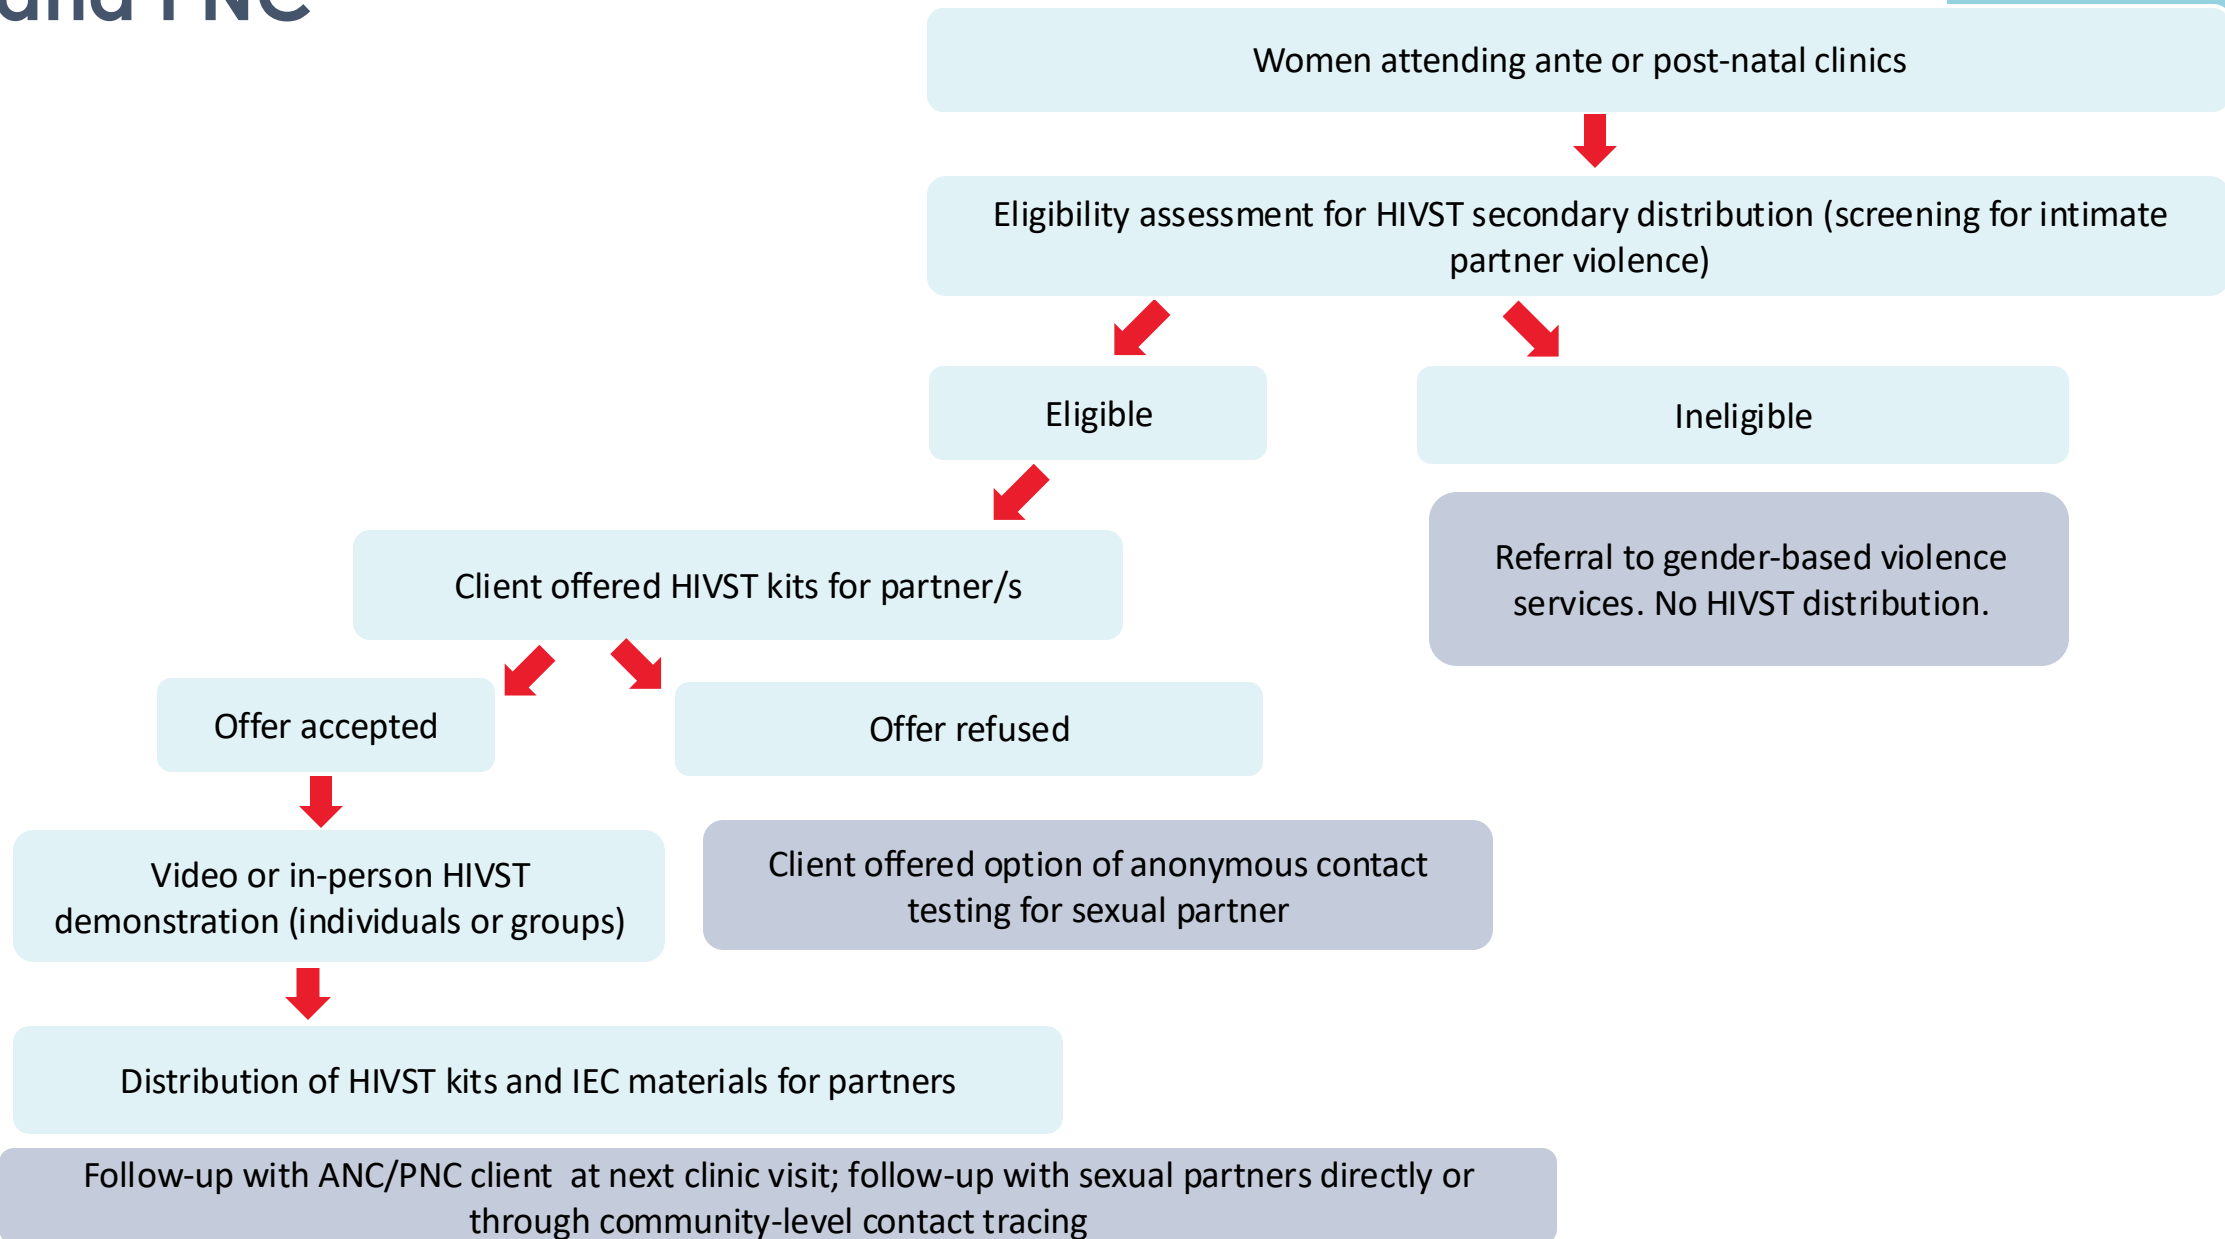 and PNC
Women attending ante or post-natal clinics
Eligibility assessment for HIVST secondary distribution (screening for intimate
partner violence)
Eligible
Ineligible
Referral to gender-based violence
services. No HIVST distribution.
Client offered HIVST kits for partner/s
Offer accepted
Offer refused
Video or in-person HIVST
demonstration (individuals or groups)
Client offered option of anonymous contact
testing for sexual partner
Distribution of HIVST kits and IEC materials for partners
Follow-up with ANC/PNC client at next clinic visit; follow-up with sexual partners directly or
through community-level contact tracing